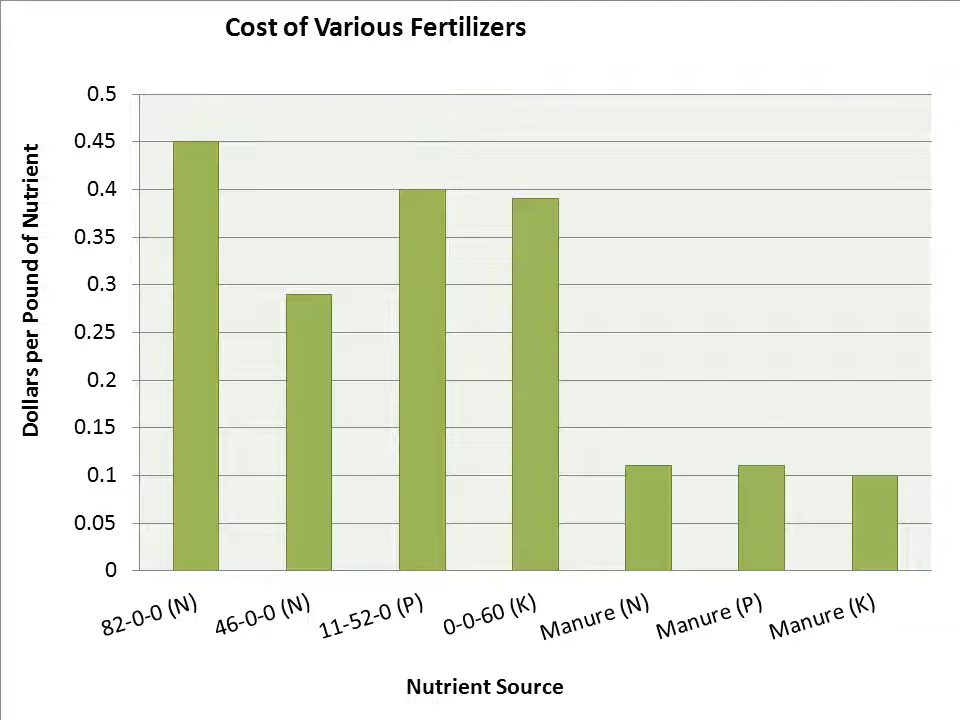 Cost of Various Fertilizers
Dollars per Pound of Nutrient
0.5
0.45
0.4
0.35
0.3
0.25
0.2
0.15
0.1
0.05
0
82-0-0 (N)
46-0-0 (N)
11-52-0 (P)
0-0-60 (K)
Manure (N)
Manure (P)
Manure (K)
Nutrient Source